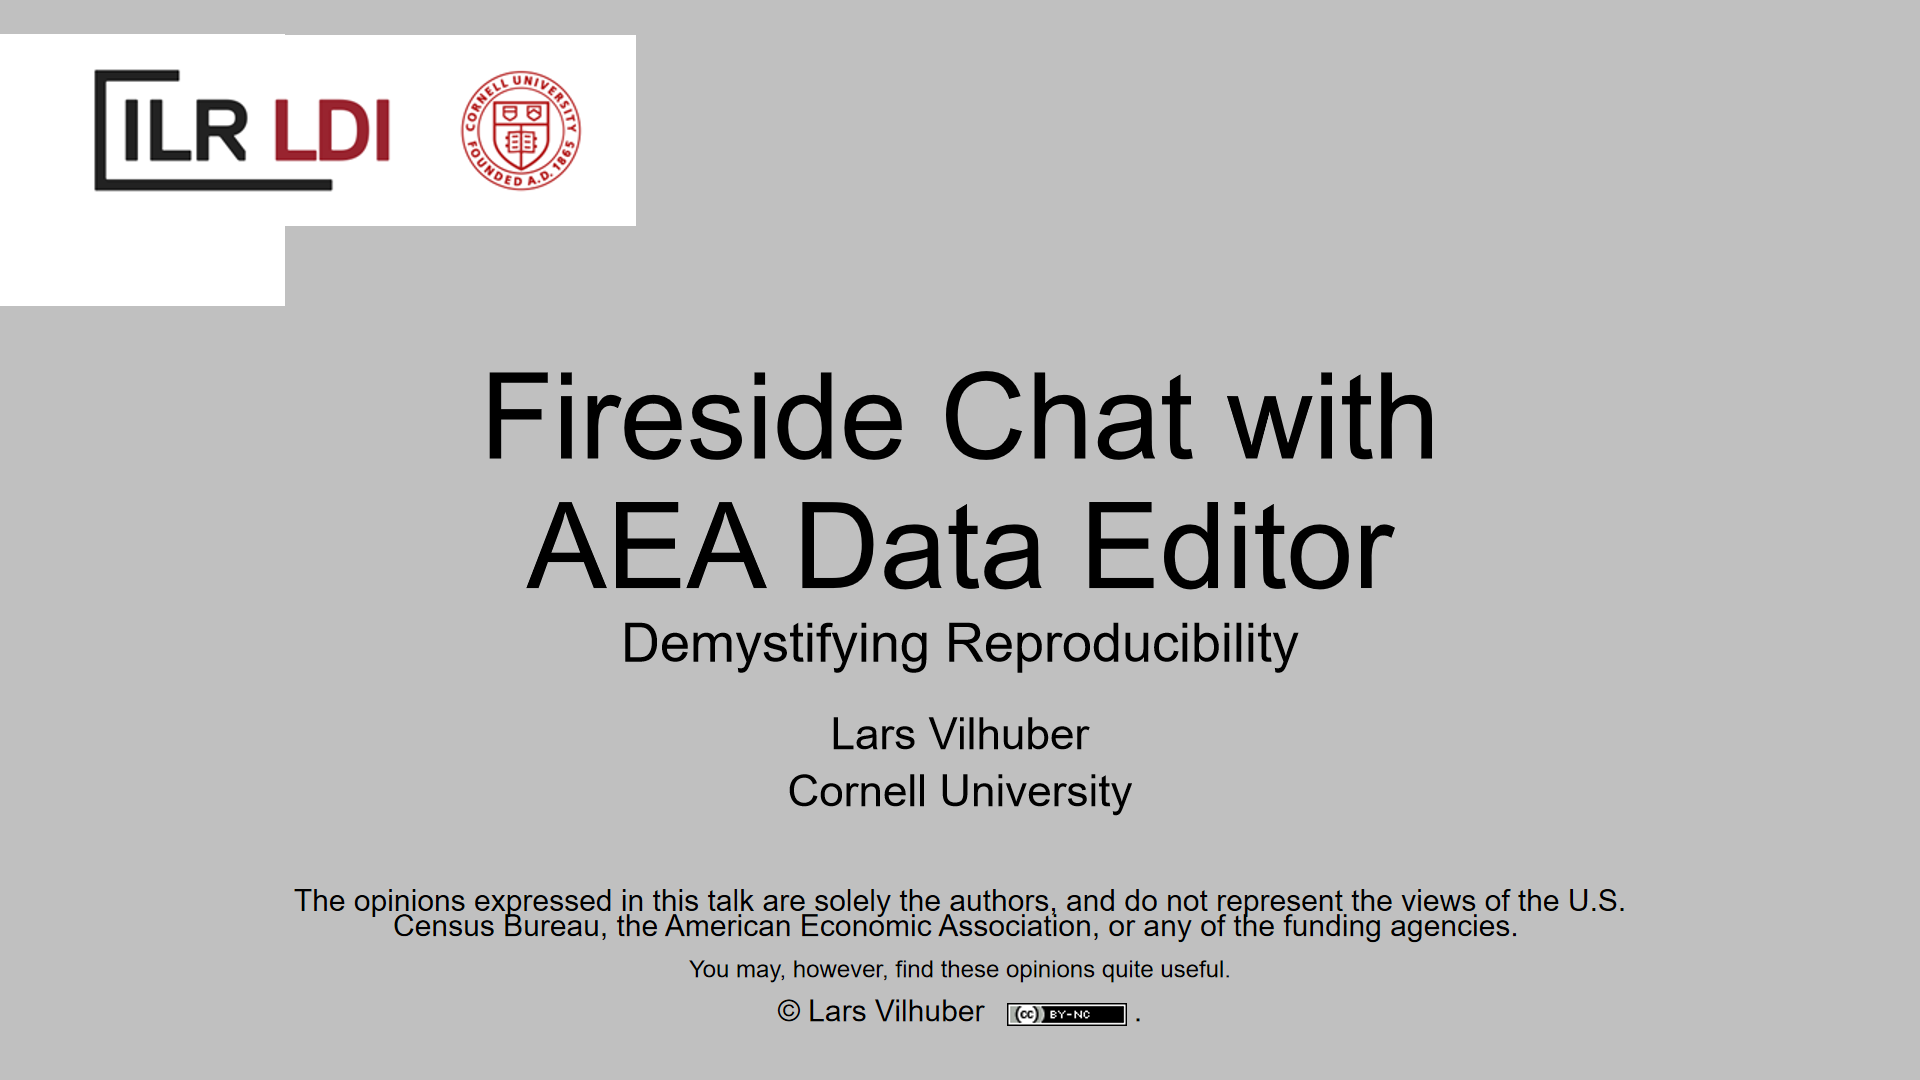 ILR LDI
CORNELL UNIVERSITY
FOUNDED A.D. 1865
Fireside Chat with
AEA Data Editor
Demystifying Reproducibility
Lars Vilhuber
Cornell University
The opinions expressed in this talk are solely the authors, and do not represent the views of the U.S.
Census Bureau, the American Economic Association, or any of the funding agencies.
You may, however, find these opinions quite useful.
© Lars Vilhuber (cc) BY-NC .